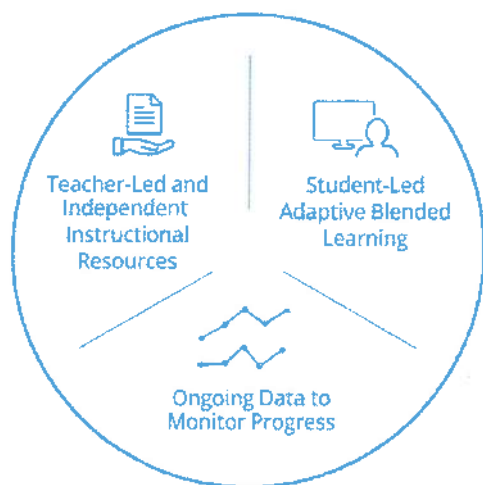 Teacher-Led and
Independent
Instructional
Resources
Student-Led
Adaptive Blended
Learning
Ongoing Data to
Monitor Progress